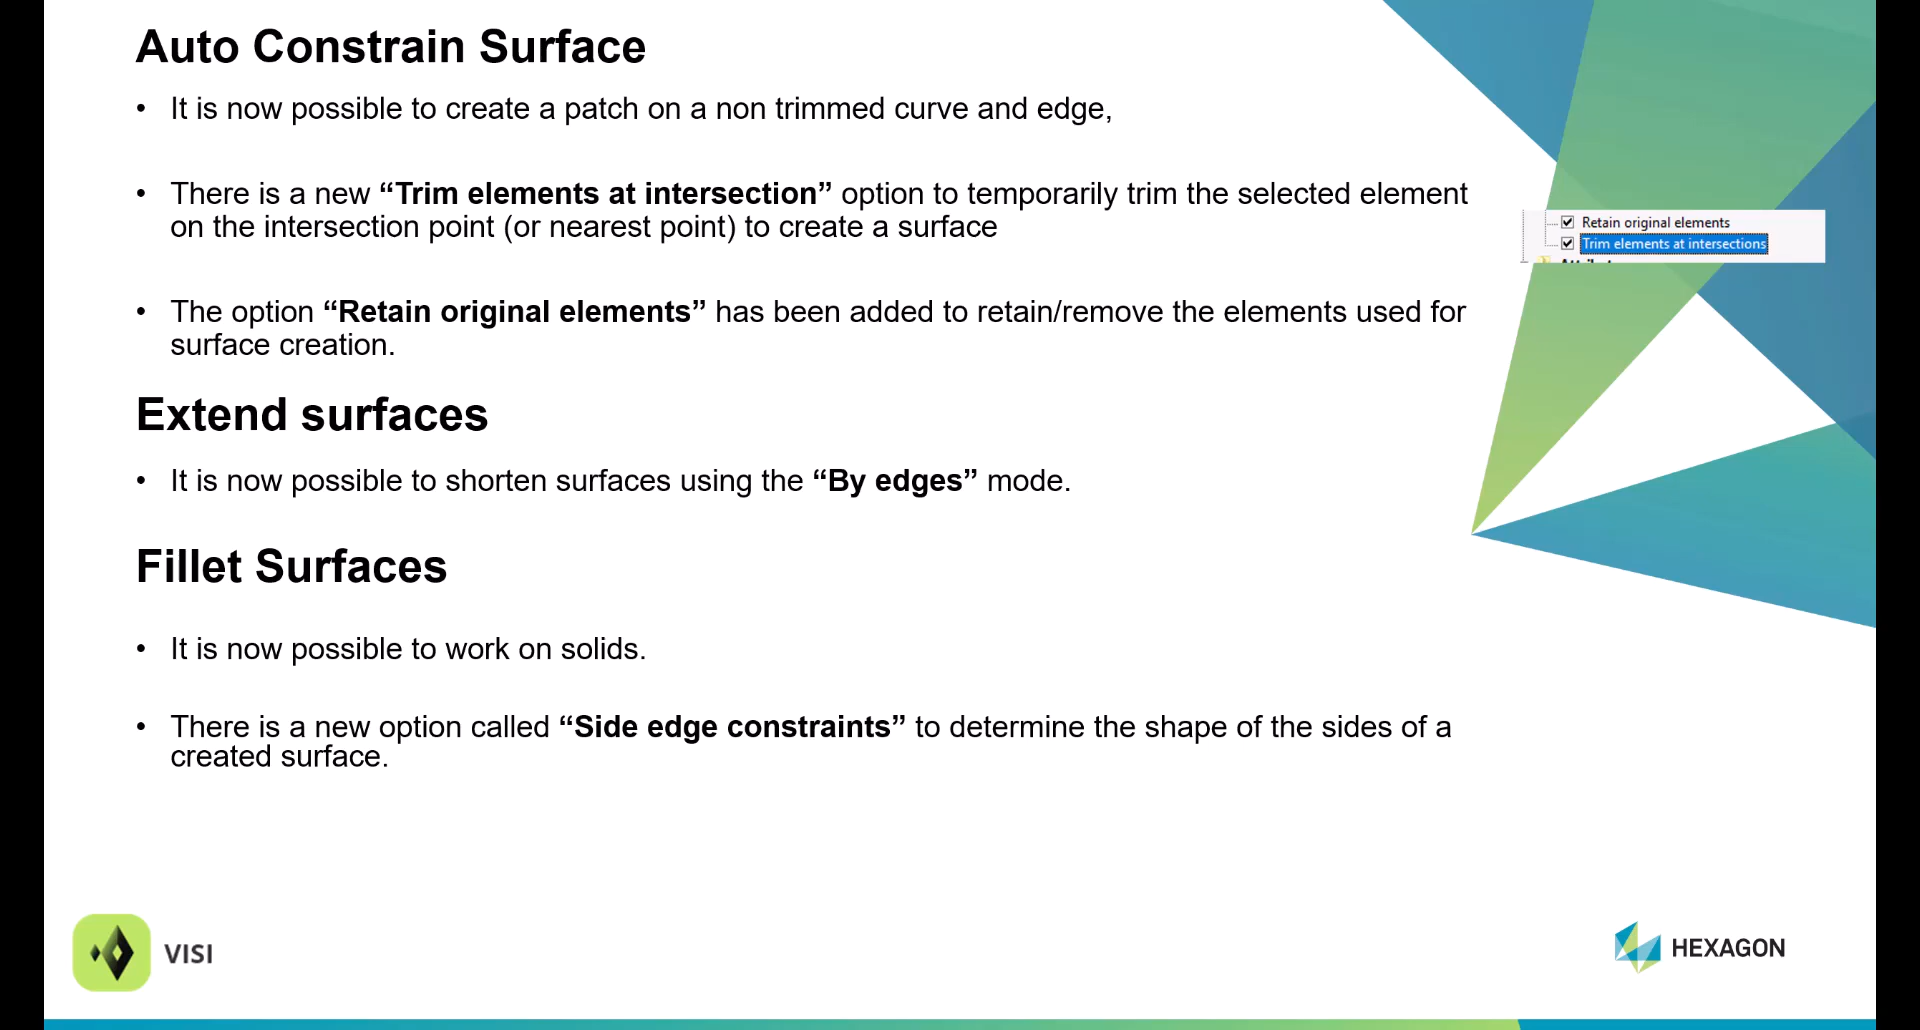 Auto Constrain Surface
• It is now possible to create a patch on a non trimmed curve and edge,
• There is a new “Trim elements at intersection” option to temporarily trim the selected element
on the intersection point (or nearest point) to create a surface
Retain original elements
Trim elements at intersections
• The option “Retain original elements” has been added to retain/remove the elements used for
surface creation.
Extend surfaces
• It is now possible to shorten surfaces using the “By edges” mode.
Fillet Surfaces
• It is now possible to work on solids.
• There is a new option called “Side edge constraints” to determine the shape of the sides of a
created surface.
VISI
HEXAGON